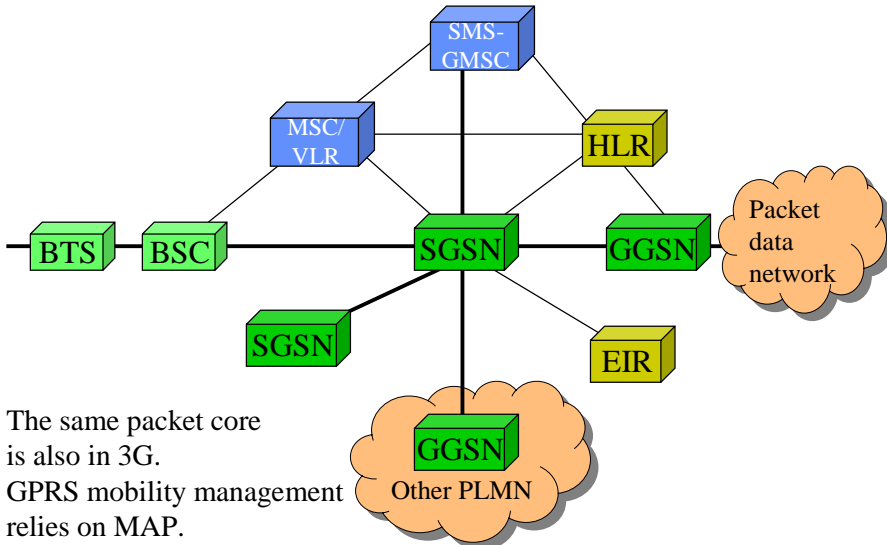 SMS-
GMSC
MSC/
VLR
HLR
Packet
data
network
BTS
BSC
SGSN
GGSN
SGSN
EIR
GGSN
Other PLMN
The same packet core
is also in 3G.
GPRS mobility management
relies on MAP.